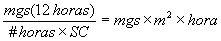 mgs(12 horas) / #horas × SC = mgs × m² × hora